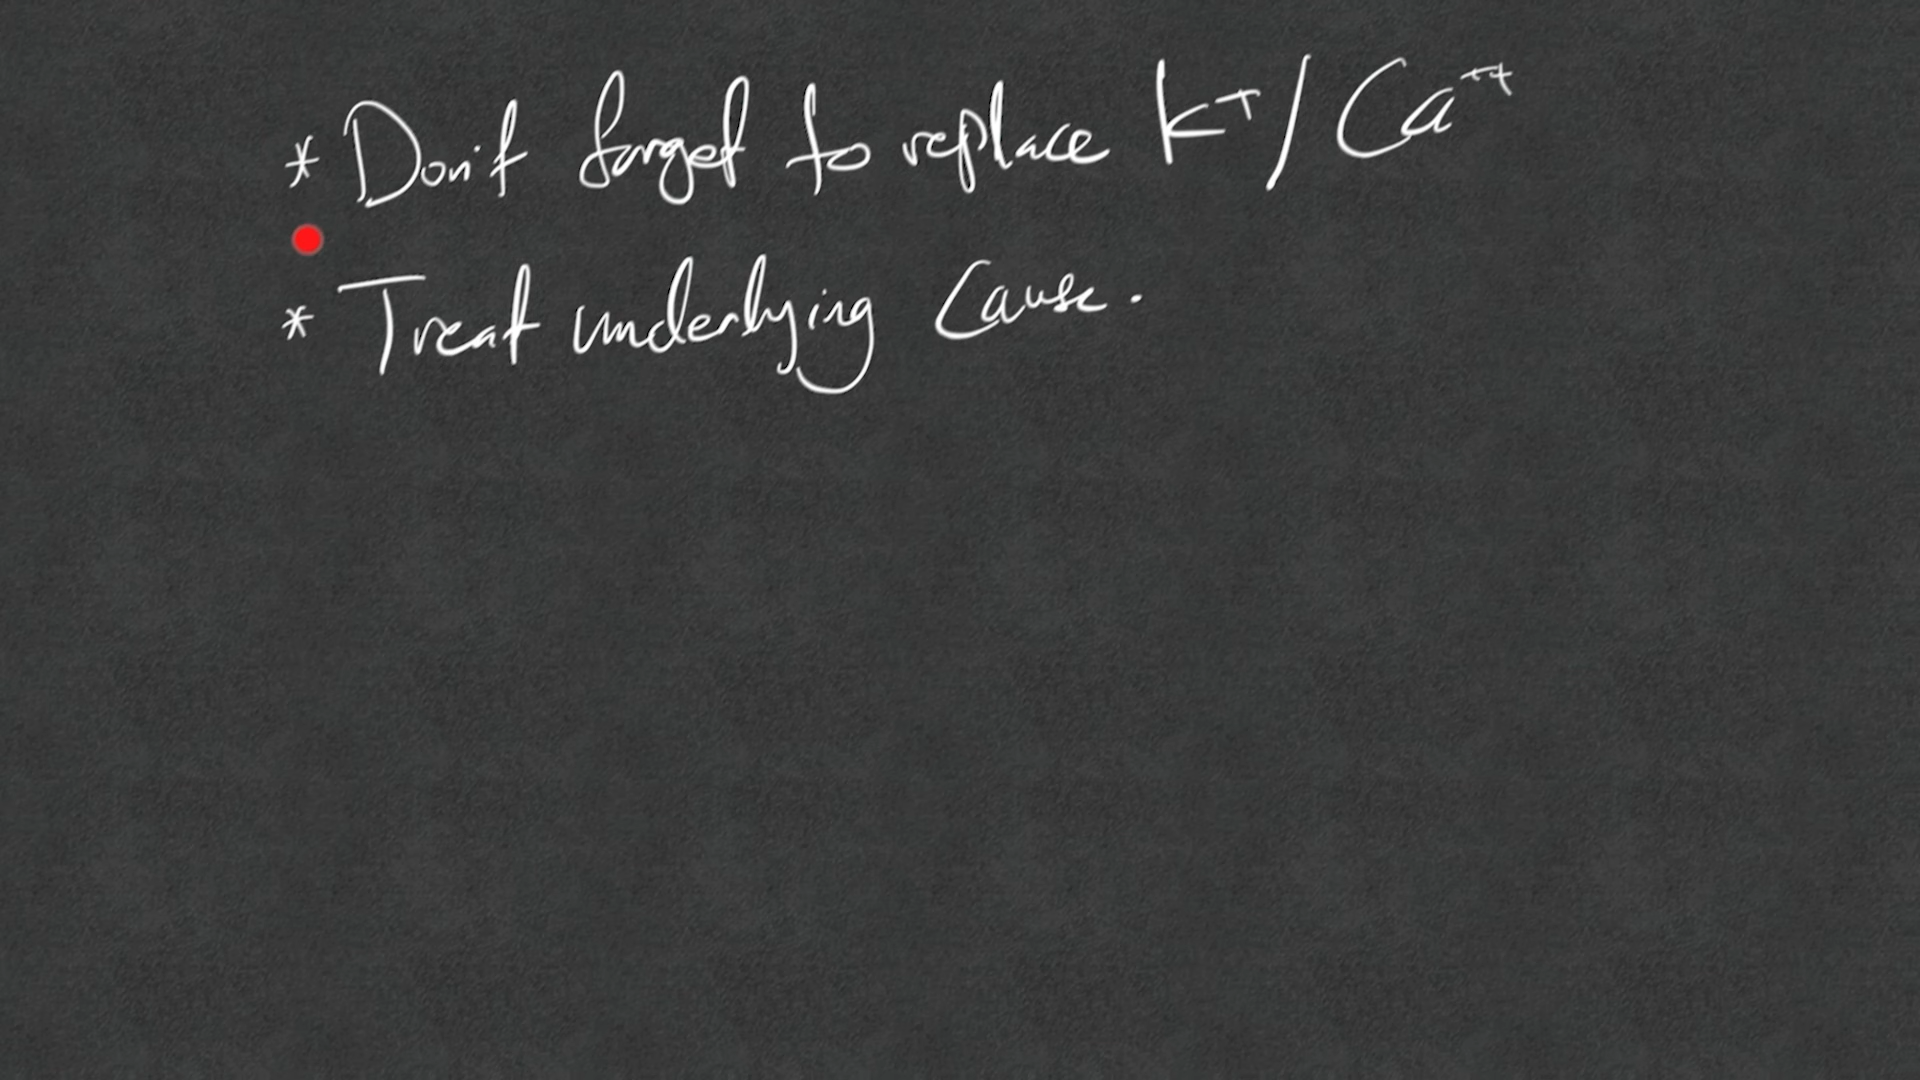 * Don't forget to replace K+/Ca++
* Treat underlying cause.